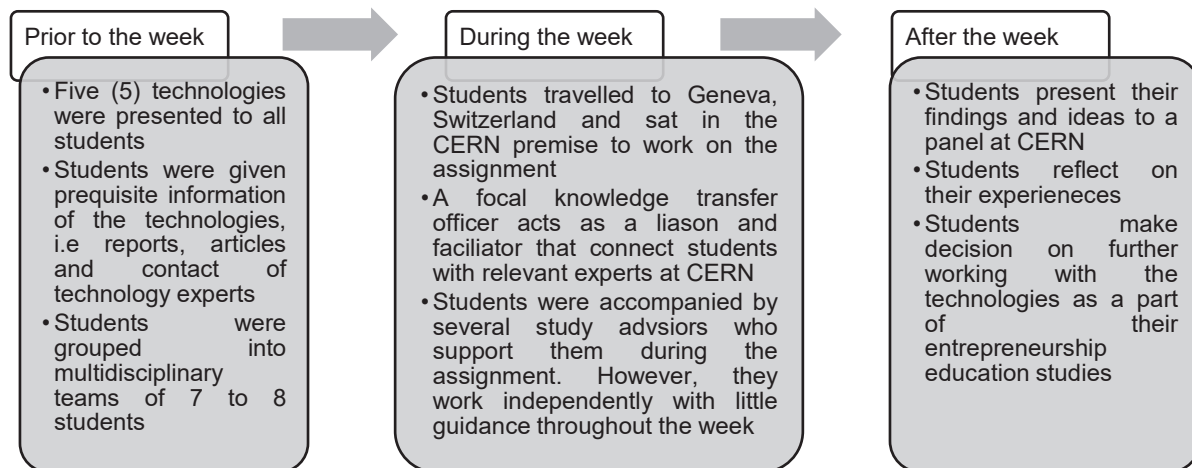 Prior to the week
• Five (5) technologies
were presented to all
students
• Students were given
prequisite information
of the technologies,
i.e reports, articles
and contact of
technology experts
• Students were
grouped into
multidisciplinary
teams of 7 to 8
students
During the week
• Students travelled to Geneva,
Switzerland and sat in the
CERN premise to work on the
assignment
• A focal knowledge transfer
officer acts as a liason and
faciliator that connect students
with relevant experts at CERN
• Students were accompanied by
several study advsiors who
support them during the
assignment. However, they
work independently with little
guidance throughout the week
After the week
• Students present their
findings and ideas to a
panel at CERN
• Students reflect on
their experieneces
• Students make
decision on further
working with the
technologies as a part
of their
entrepreneurship
education studies